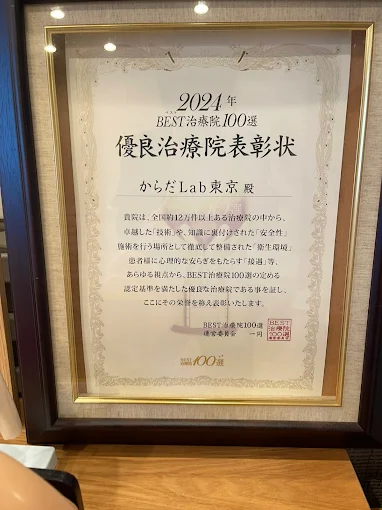 2024年
BEST治療院100選
優良治療院表彰状
からだLab東京 殿
貴院は、全国約12万件以上ある治療院の中から、
卓越した「技術」や、知識に裏付けされた「安全性」
施術を行う場所として徹底して整備された「衛生環境」
患者様に心理的な安らぎをもたらす「接遇」等、
あらゆる視点から、BEST治療院100選の定める
認定基準を満たした優良な治療院である事を証し、
ここにその栄誉を称え表彰いたします。
BEST治療院100選
運営委員会 一同
BEST
治療院
100選
100選